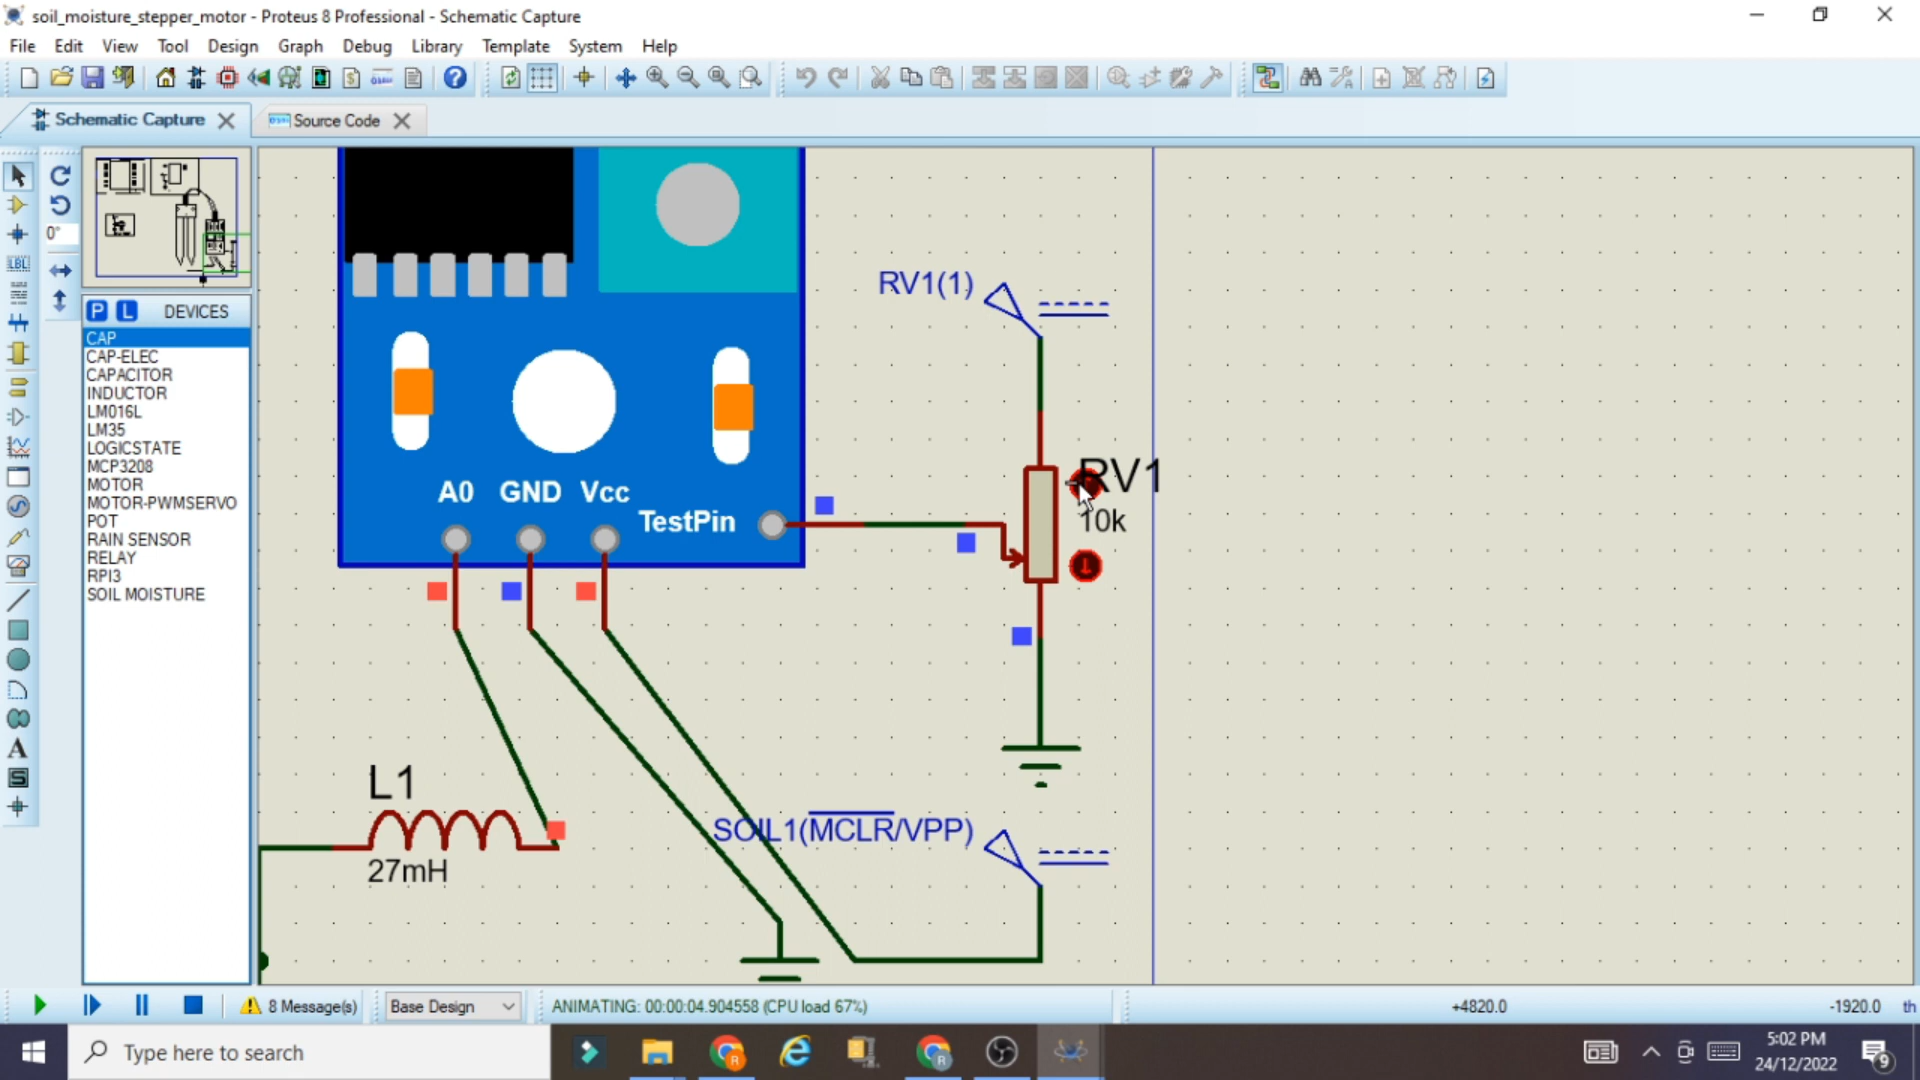 soil_moisture_stepper_motor - Proteus 8 Professional - Schematic Capture
File Edit View Tool Design Graph Debug Library Template System Help
Schematic Capture
Source Code
0°
LBL
P L DEVICES
CAP
CAP-ELEC
CAPACITOR
INDUCTOR
LM016L
LM35
LOGICSTATE
MCP3208
MOTOR
MOTOR-PWMSERVO
POT
RAIN SENSOR
RELAY
RPI3
SOIL MOISTURE
A
S
RV1(1)
RV1
10k
A0 GND Vcc
TestPin
L1
27mH
SOIL1(MCLR/VPP)
8 Message(s)
Base Design
ANIMATING: 00:00:04.904558 (CPU load 67%)
+4820.0
-1920.0
th
Type here to search
5:02 PM
24/12/2022
9